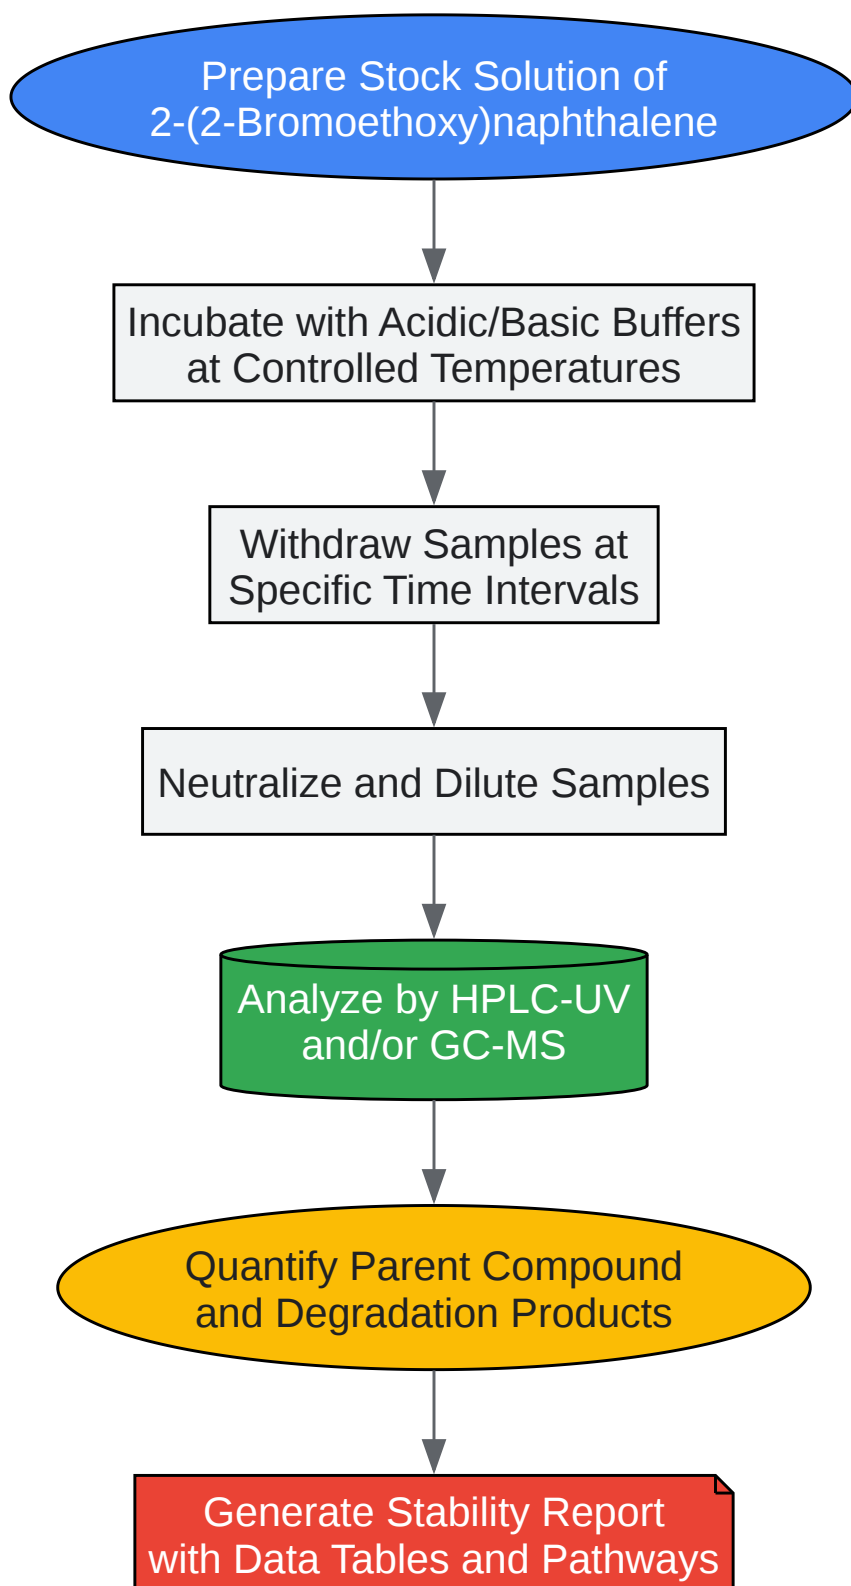 Prepare Stock Solution of
2-(2-Bromoethoxy)naphthalene
Incubate with Acidic/Basic Buffers
at Controlled Temperatures
Withdraw Samples at
Specific Time Intervals
Neutralize and Dilute Samples
Analyze by HPLC-UV
and/or GC-MS
Quantify Parent Compound
and Degradation Products
Generate Stability Report
with Data Tables and Pathways